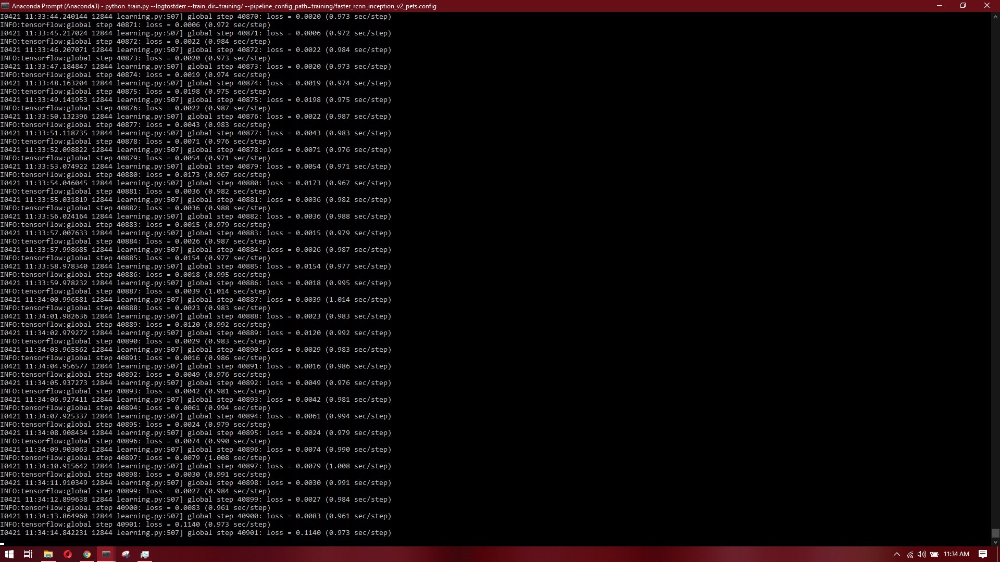 Anaconda Prompt (Anaconda3) - python  train.py --logtostderr --train_dir=training/ --pipeline_config_path=training/faster_rcnn_inception_v2_pets.config
I0421 11:33:44.240144 12844 learning.py:507] global step 40870: loss = 0.0020 (0.973 sec/step)
INFO:tensorflow:global step 40871: loss = 0.0006 (0.972 sec/step)
I0421 11:33:45.217024 12844 learning.py:507] global step 40871: loss = 0.0006 (0.972 sec/step)
INFO:tensorflow:global step 40872: loss = 0.0022 (0.984 sec/step)
I0421 11:33:46.207071 12844 learning.py:507] global step 40872: loss = 0.0022 (0.984 sec/step)
INFO:tensorflow:global step 40873: loss = 0.0020 (0.973 sec/step)
I0421 11:33:47.184847 12844 learning.py:507] global step 40873: loss = 0.0020 (0.973 sec/step)
INFO:tensorflow:global step 40874: loss = 0.0019 (0.974 sec/step)
I0421 11:33:48.163204 12844 learning.py:507] global step 40874: loss = 0.0019 (0.974 sec/step)
INFO:tensorflow:global step 40875: loss = 0.0198 (0.975 sec/step)
I0421 11:33:49.141953 12844 learning.py:507] global step 40875: loss = 0.0198 (0.975 sec/step)
INFO:tensorflow:global step 40876: loss = 0.0022 (0.987 sec/step)
I0421 11:33:50.132396 12844 learning.py:507] global step 40876: loss = 0.0022 (0.987 sec/step)
INFO:tensorflow:global step 40877: loss = 0.0043 (0.983 sec/step)
I0421 11:33:51.118735 12844 learning.py:507] global step 40877: loss = 0.0043 (0.983 sec/step)
INFO:tensorflow:global step 40878: loss = 0.0071 (0.976 sec/step)
I0421 11:33:52.098822 12844 learning.py:507] global step 40878: loss = 0.0071 (0.976 sec/step)
INFO:tensorflow:global step 40879: loss = 0.0054 (0.971 sec/step)
I0421 11:33:53.074922 12844 learning.py:507] global step 40879: loss = 0.0054 (0.971 sec/step)
INFO:tensorflow:global step 40880: loss = 0.0173 (0.967 sec/step)
I0421 11:33:54.046045 12844 learning.py:507] global step 40880: loss = 0.0173 (0.967 sec/step)
INFO:tensorflow:global step 40881: loss = 0.0036 (0.982 sec/step)
I0421 11:33:55.031819 12844 learning.py:507] global step 40881: loss = 0.0036 (0.982 sec/step)
INFO:tensorflow:global step 40882: loss = 0.0036 (0.988 sec/step)
I0421 11:33:56.024164 12844 learning.py:507] global step 40882: loss = 0.0036 (0.988 sec/step)
INFO:tensorflow:global step 40883: loss = 0.0015 (0.979 sec/step)
I0421 11:33:57.007633 12844 learning.py:507] global step 40883: loss = 0.0015 (0.979 sec/step)
INFO:tensorflow:global step 40884: loss = 0.0026 (0.987 sec/step)
I0421 11:33:57.998685 12844 learning.py:507] global step 40884: loss = 0.0026 (0.987 sec/step)
INFO:tensorflow:global step 40885: loss = 0.0154 (0.977 sec/step)
I0421 11:33:58.978340 12844 learning.py:507] global step 40885: loss = 0.0154 (0.977 sec/step)
INFO:tensorflow:global step 40886: loss = 0.0018 (0.995 sec/step)
I0421 11:33:59.978232 12844 learning.py:507] global step 40886: loss = 0.0018 (0.995 sec/step)
INFO:tensorflow:global step 40887: loss = 0.0039 (1.014 sec/step)
I0421 11:34:00.996581 12844 learning.py:507] global step 40887: loss = 0.0039 (1.014 sec/step)
INFO:tensorflow:global step 40888: loss = 0.0023 (0.983 sec/step)
I0421 11:34:01.982636 12844 learning.py:507] global step 40888: loss = 0.0023 (0.983 sec/step)
INFO:tensorflow:global step 40889: loss = 0.0120 (0.992 sec/step)
I0421 11:34:02.979272 12844 learning.py:507] global step 40889: loss = 0.0120 (0.992 sec/step)
INFO:tensorflow:global step 40890: loss = 0.0029 (0.983 sec/step)
I0421 11:34:03.965562 12844 learning.py:507] global step 40890: loss = 0.0029 (0.983 sec/step)
INFO:tensorflow:global step 40891: loss = 0.0016 (0.986 sec/step)
I0421 11:34:04.956577 12844 learning.py:507] global step 40891: loss = 0.0016 (0.986 sec/step)
INFO:tensorflow:global step 40892: loss = 0.0049 (0.976 sec/step)
I0421 11:34:05.937273 12844 learning.py:507] global step 40892: loss = 0.0049 (0.976 sec/step)
INFO:tensorflow:global step 40893: loss = 0.0042 (0.981 sec/step)
I0421 11:34:06.927411 12844 learning.py:507] global step 40893: loss = 0.0042 (0.981 sec/step)
INFO:tensorflow:global step 40894: loss = 0.0061 (0.994 sec/step)
I0421 11:34:07.925337 12844 learning.py:507] global step 40894: loss = 0.0061 (0.994 sec/step)
INFO:tensorflow:global step 40895: loss = 0.0024 (0.979 sec/step)
I0421 11:34:08.908434 12844 learning.py:507] global step 40895: loss = 0.0024 (0.979 sec/step)
INFO:tensorflow:global step 40896: loss = 0.0074 (0.990 sec/step)
I0421 11:34:09.903063 12844 learning.py:507] global step 40896: loss = 0.0074 (0.990 sec/step)
INFO:tensorflow:global step 40897: loss = 0.0079 (1.008 sec/step)
I0421 11:34:10.915642 12844 learning.py:507] global step 40897: loss = 0.0079 (1.008 sec/step)
INFO:tensorflow:global step 40898: loss = 0.0030 (0.991 sec/step)
I0421 11:34:11.910349 12844 learning.py:507] global step 40898: loss = 0.0030 (0.991 sec/step)
INFO:tensorflow:global step 40899: loss = 0.0027 (0.984 sec/step)
I0421 11:34:12.899638 12844 learning.py:507] global step 40899: loss = 0.0027 (0.984 sec/step)
INFO:tensorflow:global step 40900: loss = 0.0083 (0.961 sec/step)
I0421 11:34:13.864960 12844 learning.py:507] global step 40900: loss = 0.0083 (0.961 sec/step)
INFO:tensorflow:global step 40901: loss = 0.1140 (0.973 sec/step)
I0421 11:34:14.842231 12844 learning.py:507] global step 40901: loss = 0.1140 (0.973 sec/step)
11:34 AM